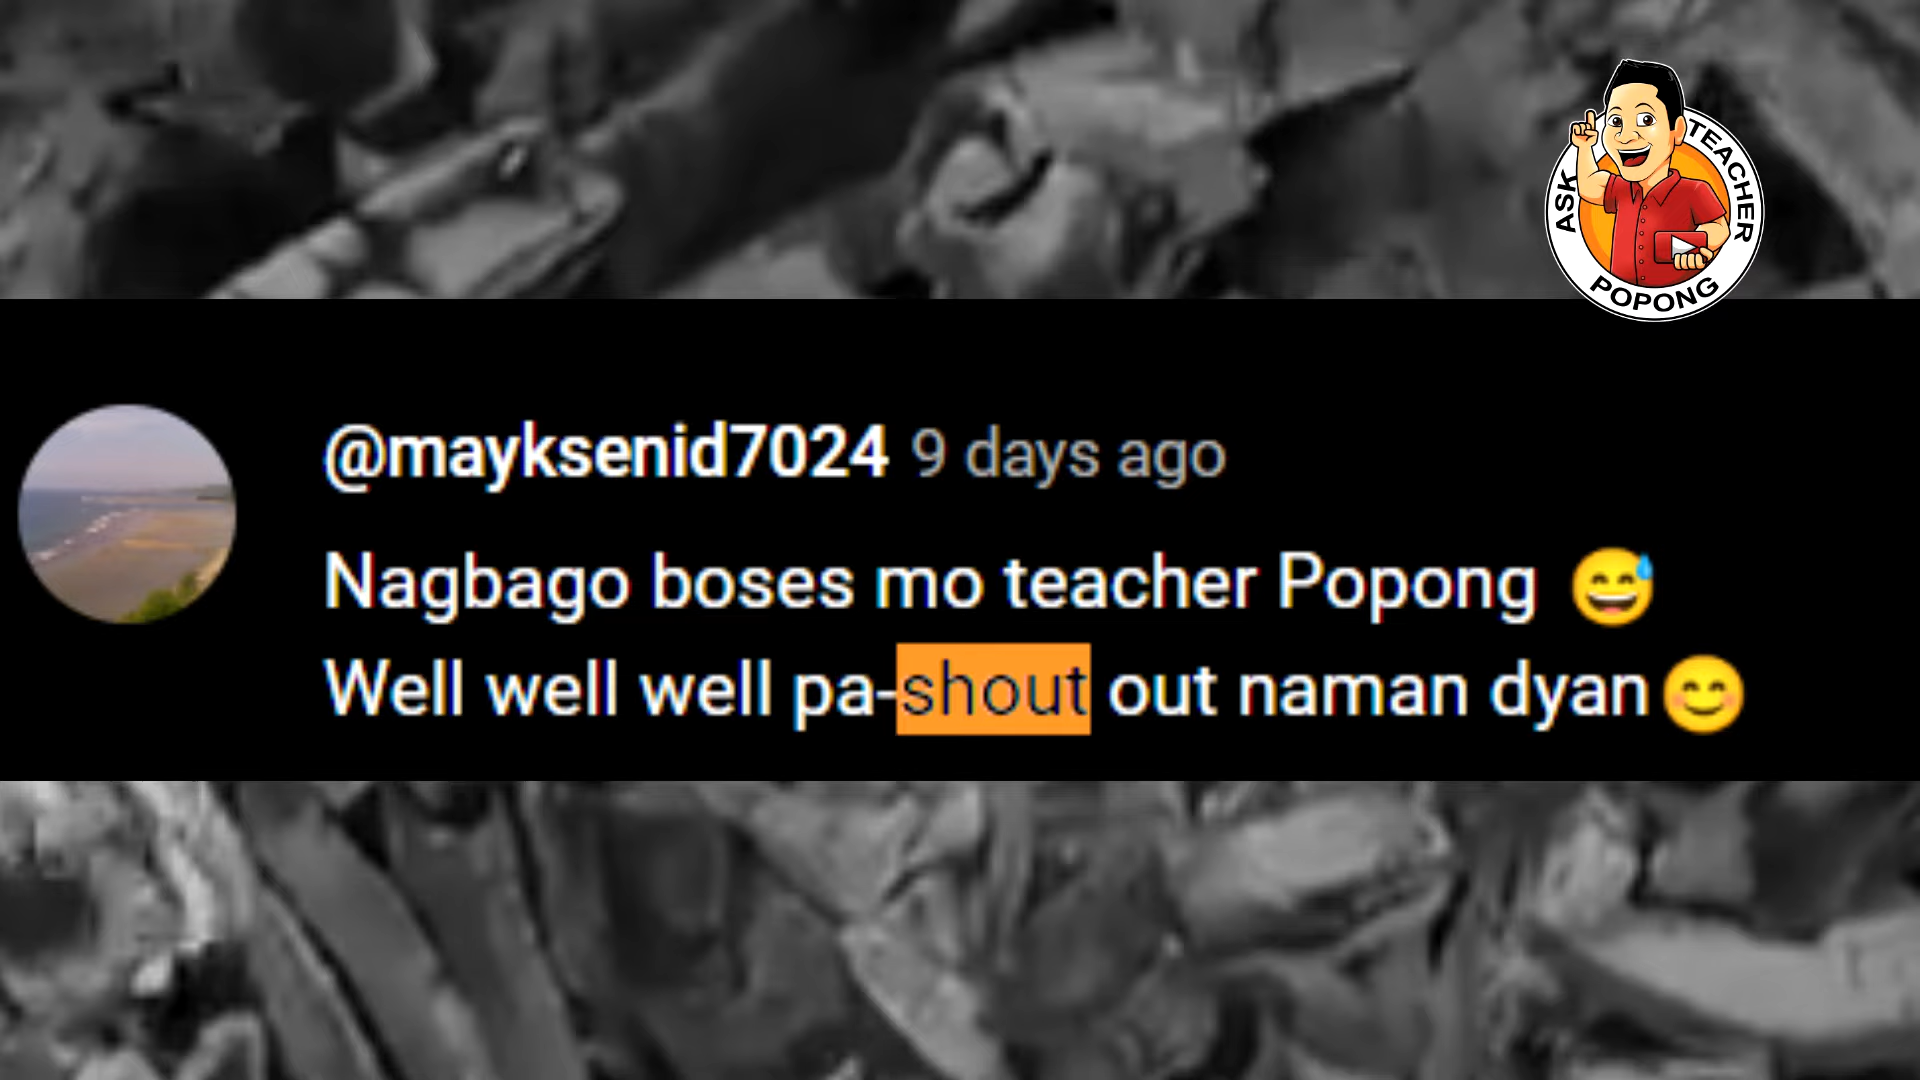 ASK TEACHER POPONG
@mayksenid7024 9 days ago
Nagbago boses mo teacher Popong 😅
Well well well pa-shout out naman dyan😊